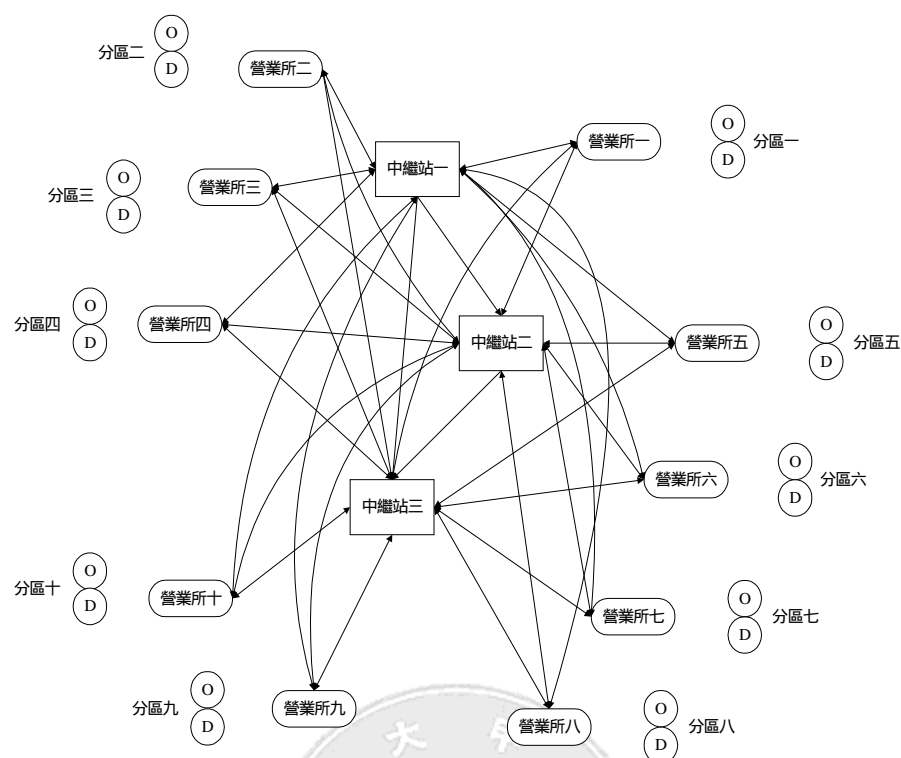 O
分區二
D
營業所二
營業所一
O
分區一
D
中繼站一
O
分區三
D
營業所三
O
分區四
D
營業所四
中繼站二
營業所五
O
分區五
D
營業所六
O
分區六
D
中繼站三
O
分區十
D
營業所十
營業所七
O
分區七
D
O
分區九
D
營業所九
營業所八
O
分區八
D
大